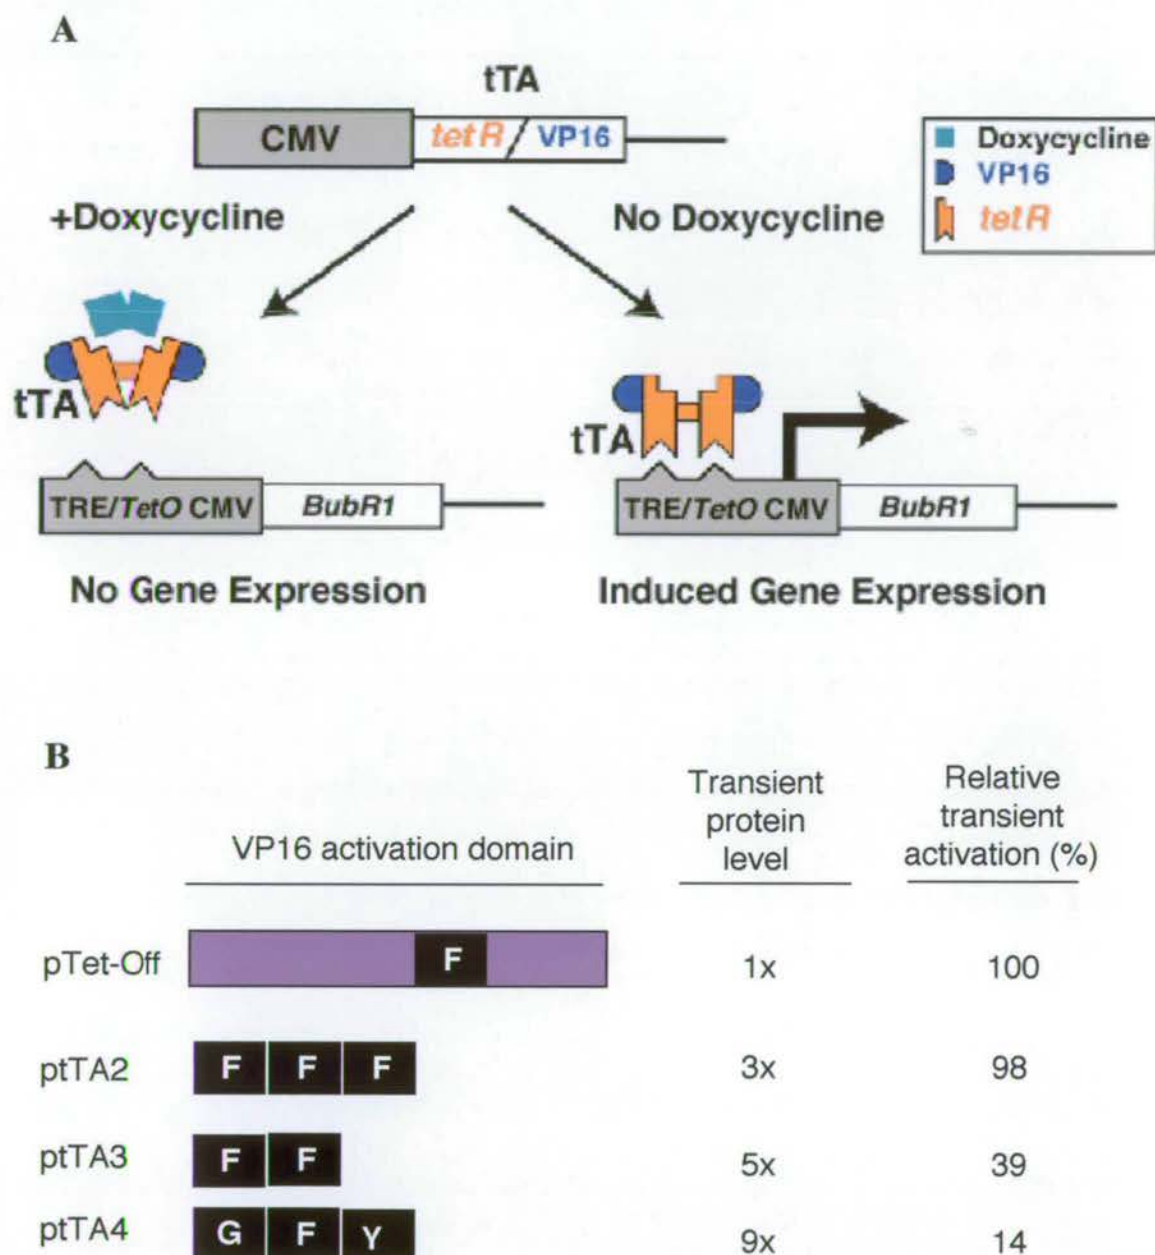 A
tTA
CMV
tetR / VP16
Doxycycline
VP16
tetR
+Doxycycline
No Doxycycline
tTA
tTA
TRE/TetO CMV
BubR1
TRE/TetO CMV
BubR1
No Gene Expression
Induced Gene Expression
B
VP16 activation domain
Transient
protein
level
Relative
transient
activation (%)
pTet-Off
F
1x
100
ptTA2
F F F
3x
98
ptTA3
F F
5x
39
ptTA4
G F Y
9x
14